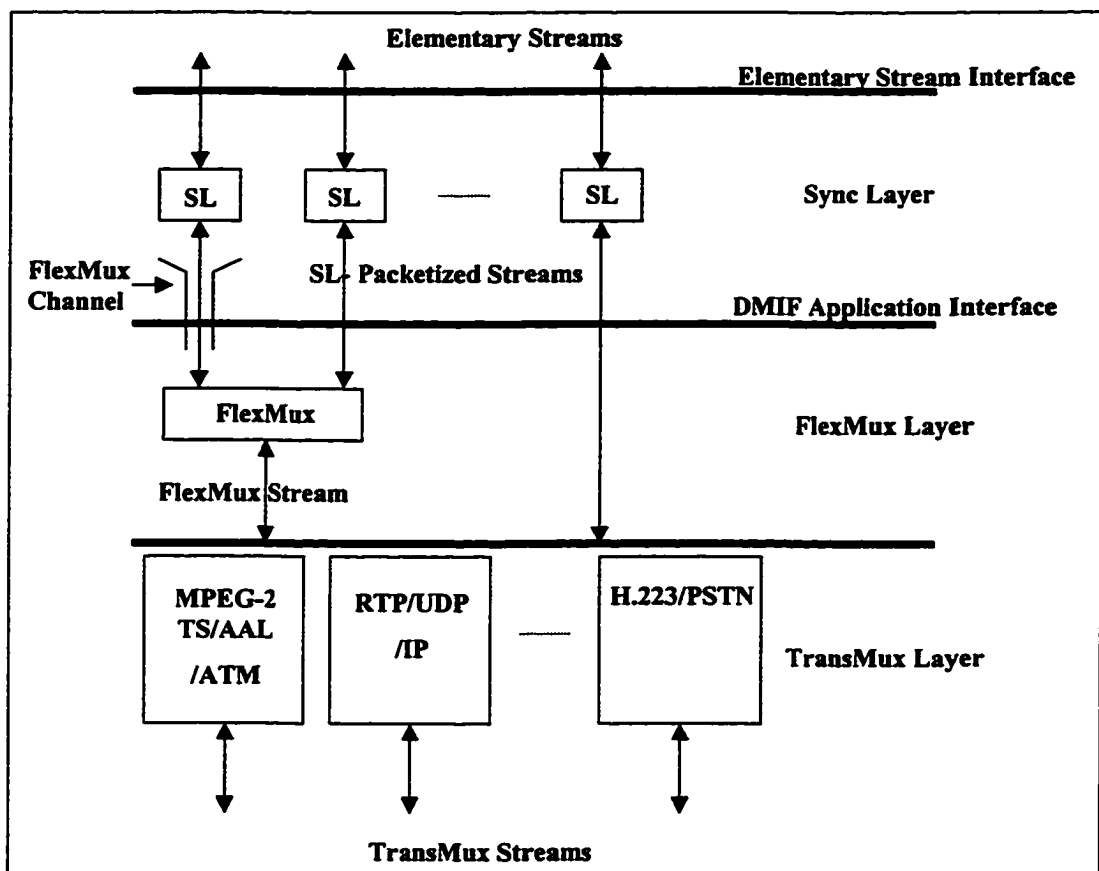 Elementary Streams
Elementary Stream Interface
SL
SL
SL
Sync Layer
FlexMux
Channel
SL- Packetized Streams
DMIF Application Interface
FlexMux
FlexMux Layer
FlexMux Stream
MPEG-2
TS/AAL
/ATM
RTP/UDP
/IP
H.223/PSTN
TransMux Layer
TransMux Streams